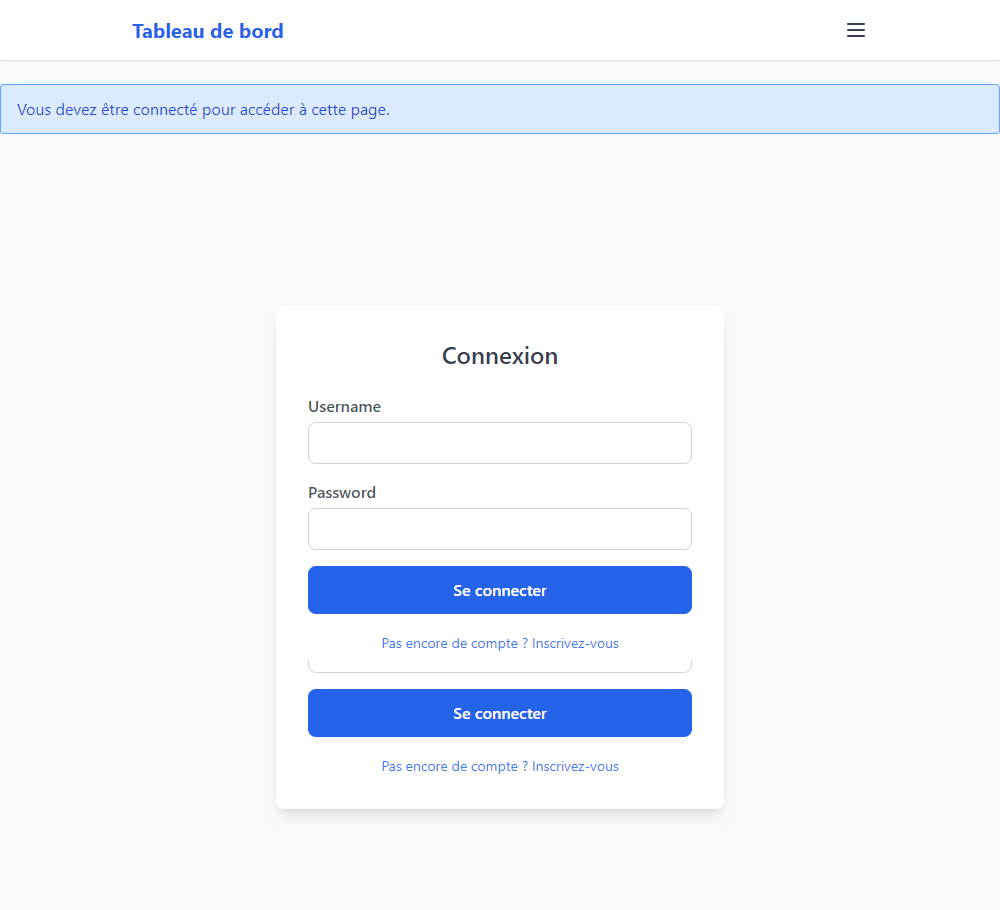 Tableau de bord
Vous devez être connecté pour accéder à cette page.
Connexion
Username
Password
Se connecter
Pas encore de compte ? Inscrivez-vous
Se connecter
Pas encore de compte ? Inscrivez-vous